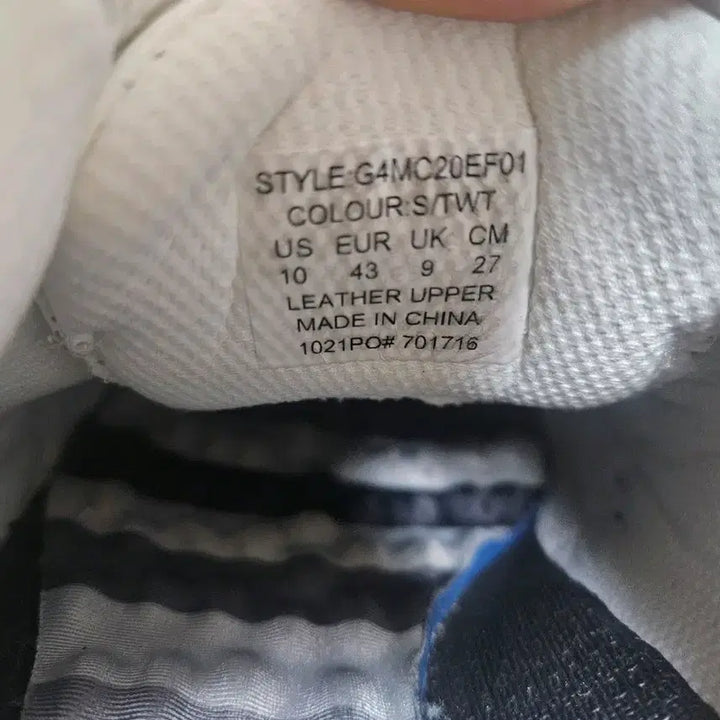 STYLE:G4MC20EF01
COLOUR:S/TWT
US EUR UK CM
10 43 9 27
LEATHER UPPER
MADE IN CHINA
1021PO# 701716